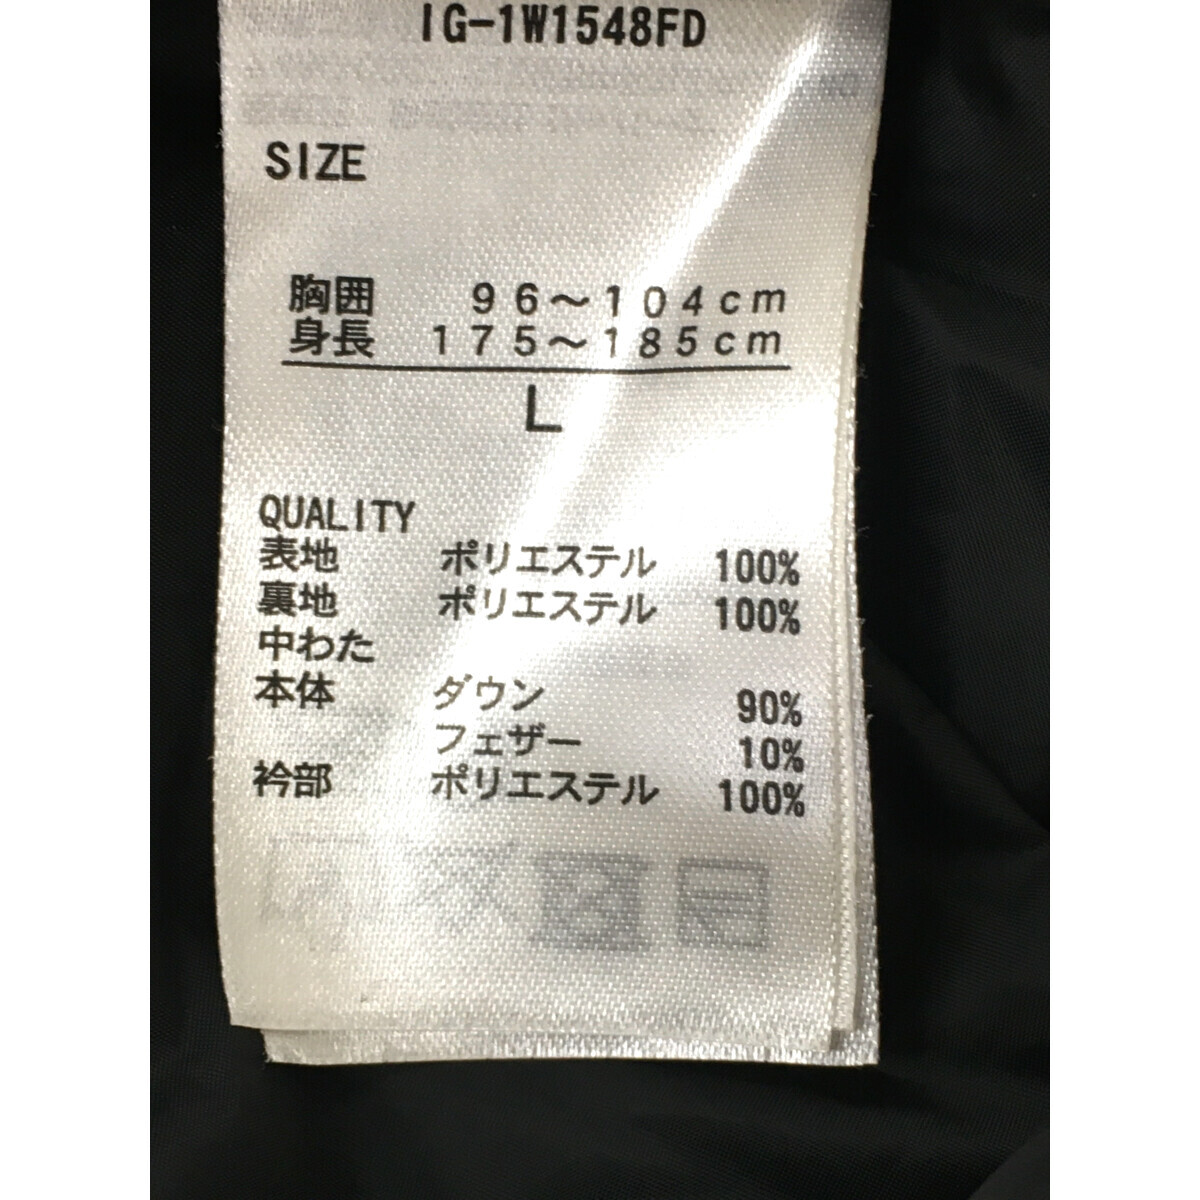 IG-1W1548FD
SIZE
胸囲 96～104cm
身長 175～185cm
L
QUALITY
表地 ポリエステル 100%
裏地 ポリエステル 100%
中わた
本体 ダウン 90%
フェザー 10%
衿部 ポリエステル 100%